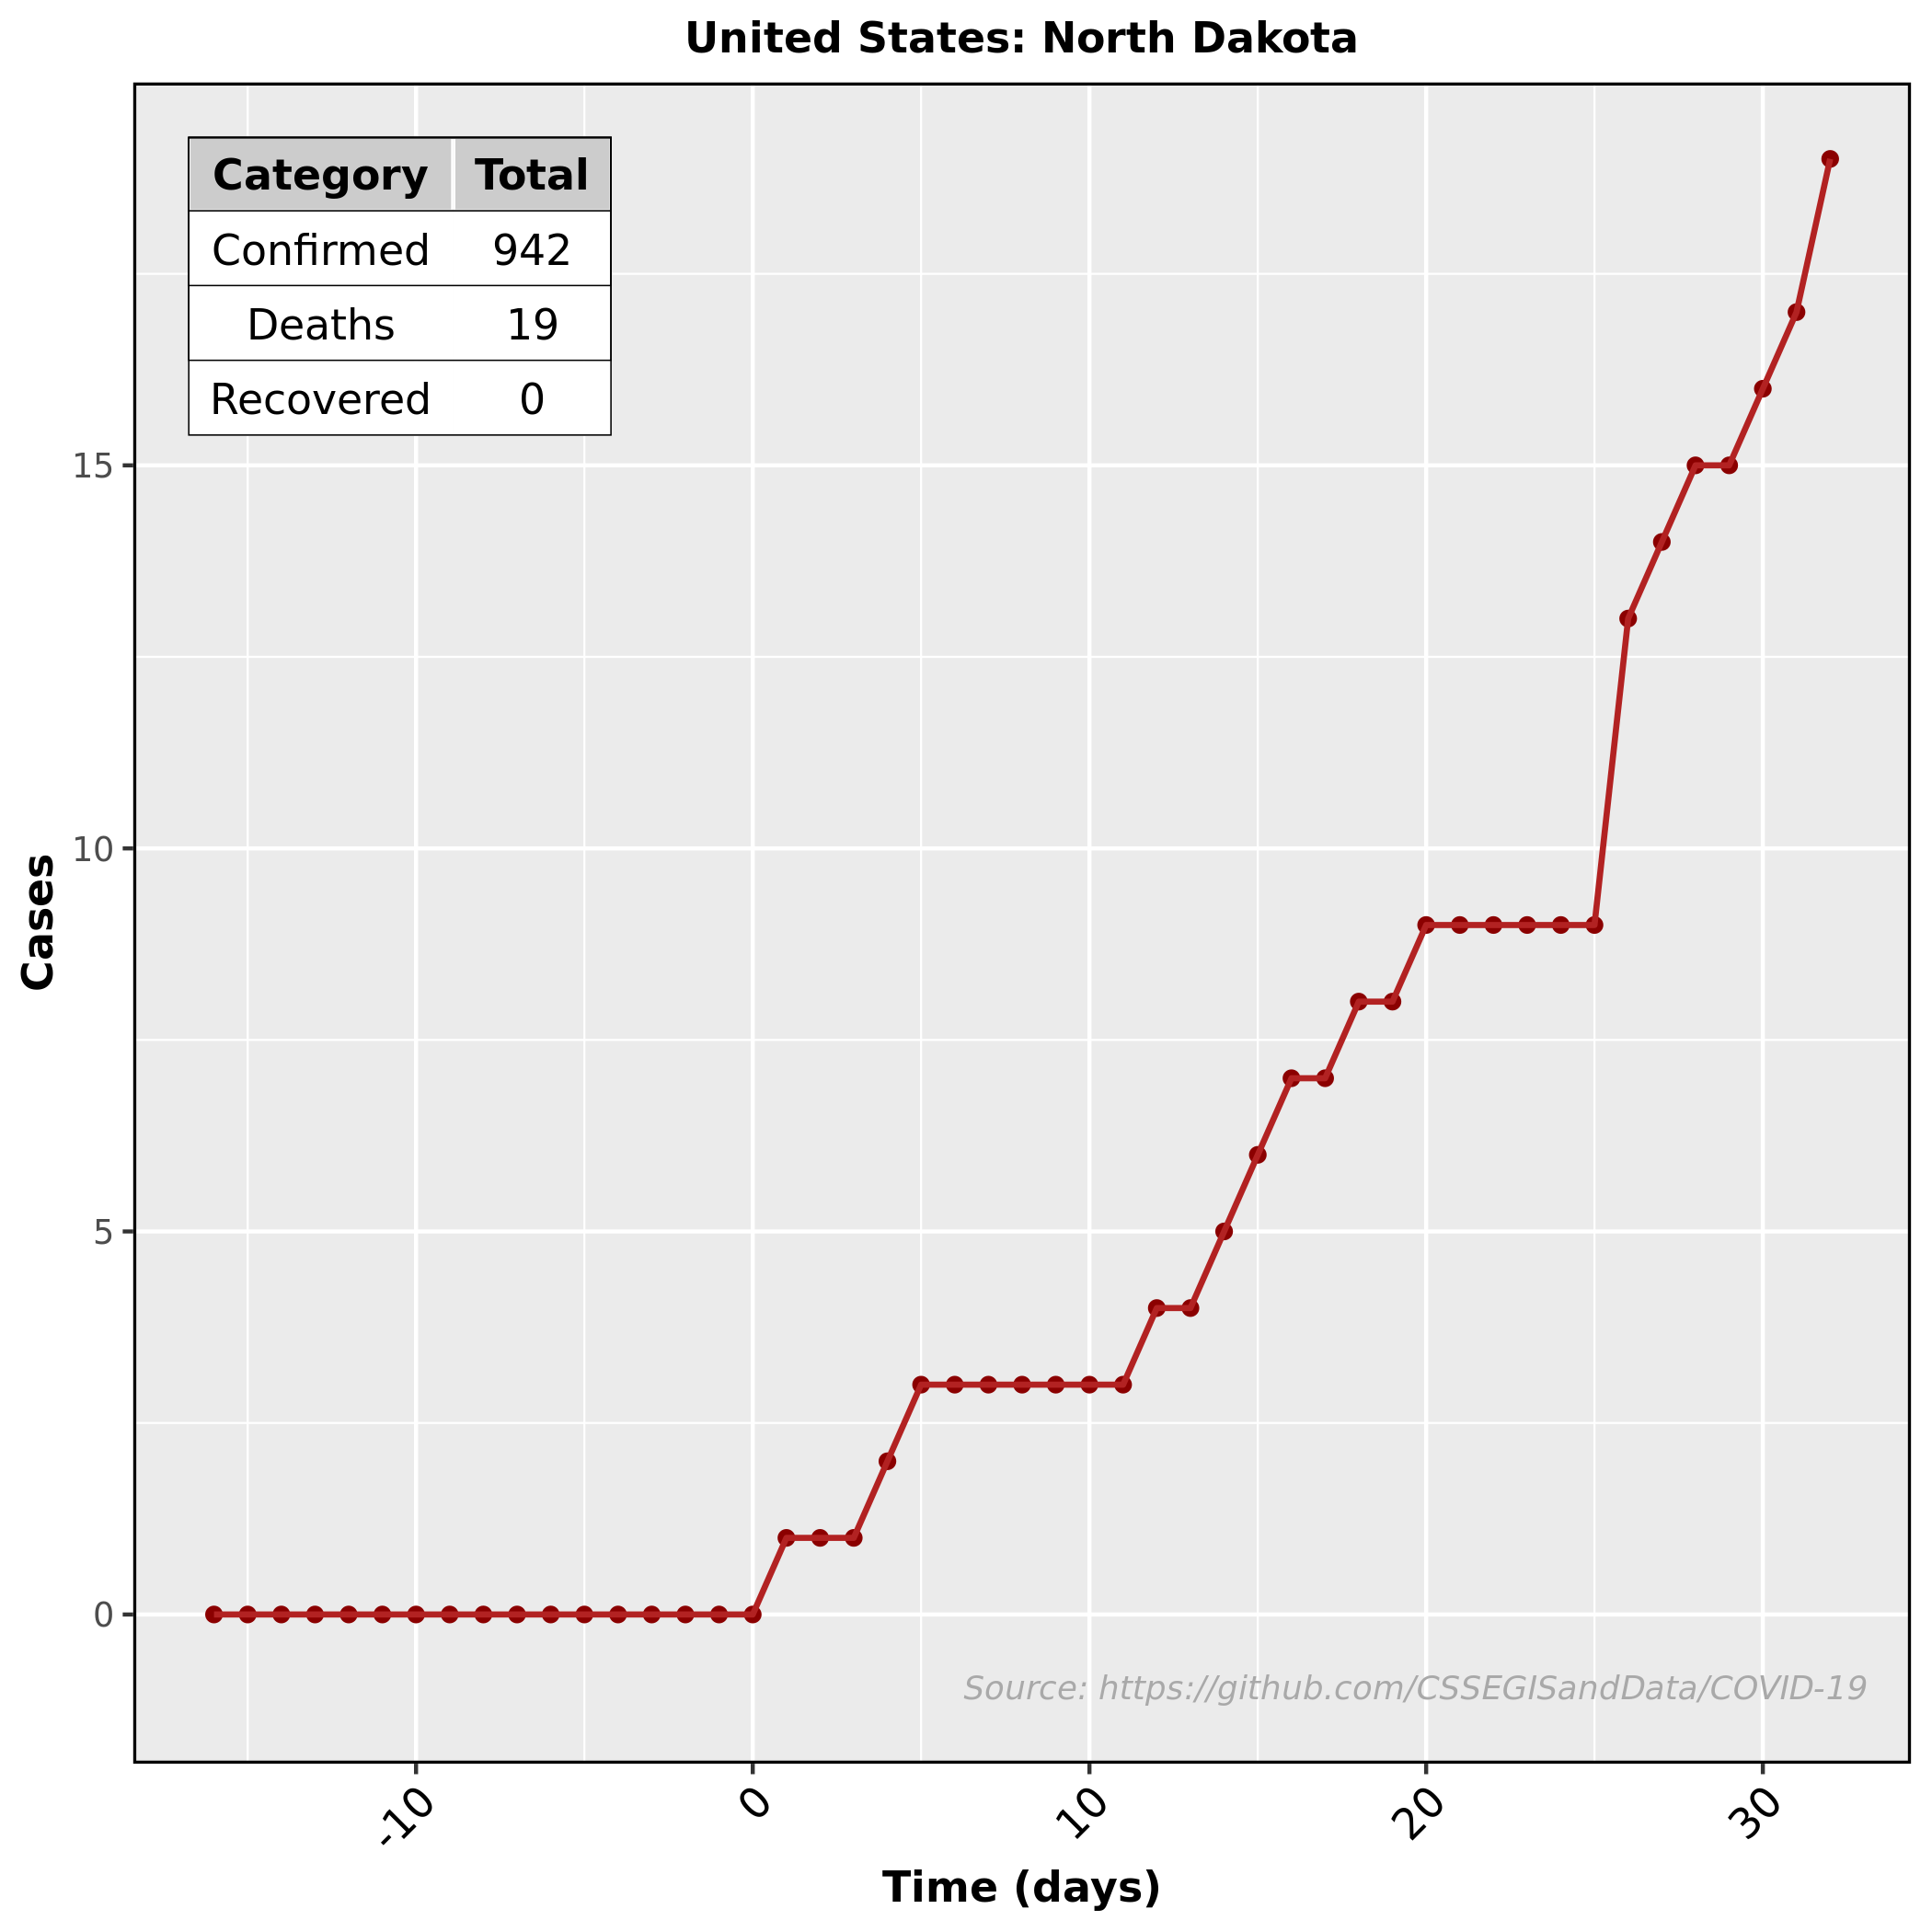 United States: North Dakota
Category Total
Confirmed 942
Deaths 19
Recovered 0
15
10
5
0
Cases
Source: https://github.com/CSSEGISandData/COVID-19
-10 0 10 20 30
Time (days)